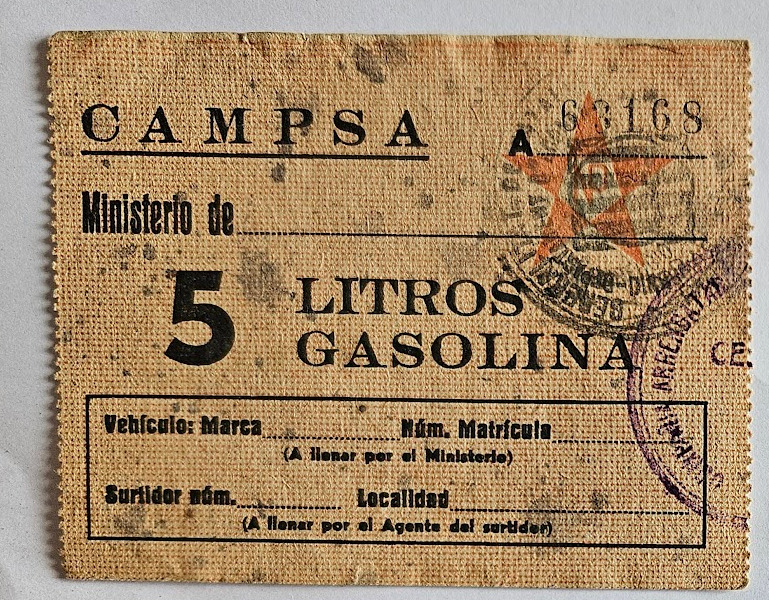 CAMPSA
A 63168
Ministerio de
5 LITROS
GASOLINA
CE
Vehículo: Marca Núm. Matrícula
(A llenar por el Ministerio)
Surtidor núm. Localidad
(A llenar por el Agente del surtidor)